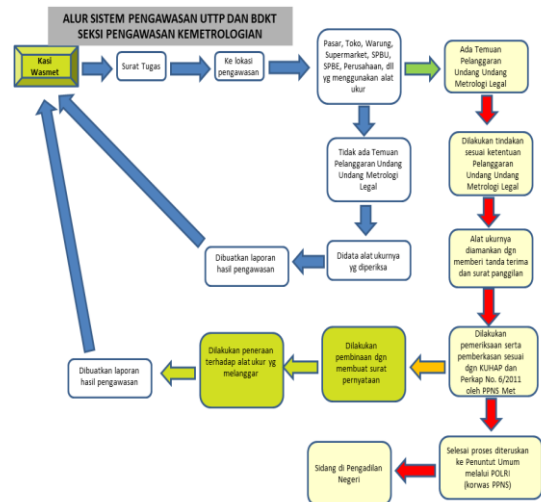 ALUR SISTEM PENGAWASAN UTTP DAN BDKT
SEKSI PENGAWASAN KEMETROLOGIAN
Kasi
Wasmet
Surat Tugas
Ke lokasi
pengawasan
Pasar, Toko, Warung,
Supermarket, SPBU,
SPBE, Perusahaan, dll
yg menggunakan alat
ukur
Ada Temuan
Pelanggaran
Undang Undang
Metrologi Legal
Tidak ada Temuan
Pelanggaran Undang
Undang Metrologi
Legal
Dilakukan tindakan
sesuai ketentuan
Pelanggaran
Undang Undang
Metrologi Legal
Dibuatkan laporan
hasil pengawasan
Didata alat ukurnya
yg diperiksa
Alat ukurnya
diamankan dgn
memberi tanda terima
dan surat panggilan
Dibuatkan laporan
hasil pengawasan
Dilakukan peneraan
terhadap alat ukur yg
melanggar
Dilakukan
pembinaan dgn
membuat surat
pernyataan
Dilakukan
pemeriksaan serta
pemberkasan sesuai
dgn KUHAP dan
Perkap No. 6/2011
oleh PPNS Met
Sidang di Pengadilan
Negeri
Selesai proses diteruskan
ke Penuntut Umum
melalui POLRI
(korwas PPNS)